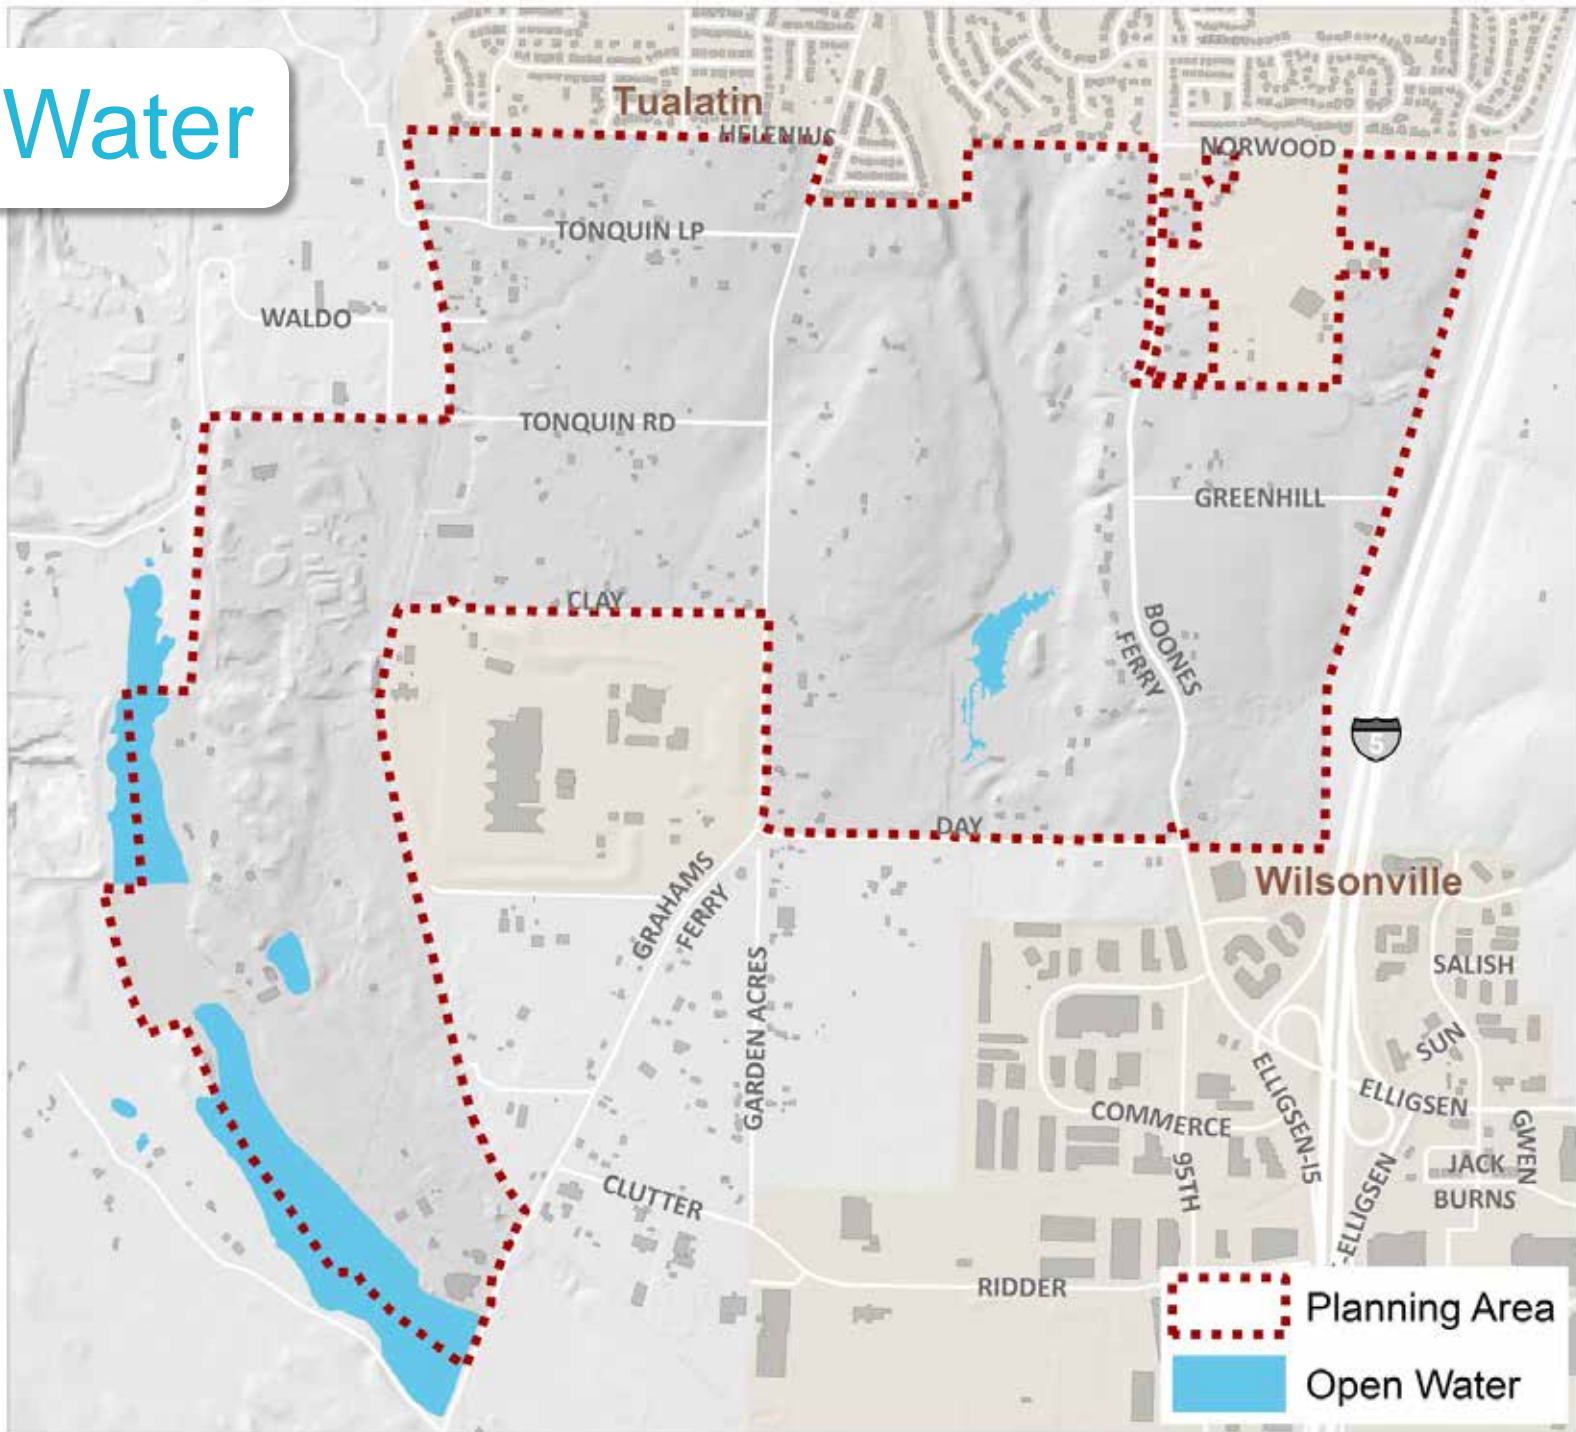 Water
Tualatin
HELENIUS
NORWOOD
TONQUIN LP
WALDO
TONQUIN RD
GREENHILL
CLAY
BOONES
FERRY
5
DAY
Wilsonville
GRAHAMS
FERRY
GARDEN ACRES
SALISH
SUN
ELLIGSEN-I5
ELLIGSEN
COMMERCE
GWEN
95TH
JACK
BURNS
CLUTTER
-ELLIGSEN
RIDDER
Planning Area
Open Water